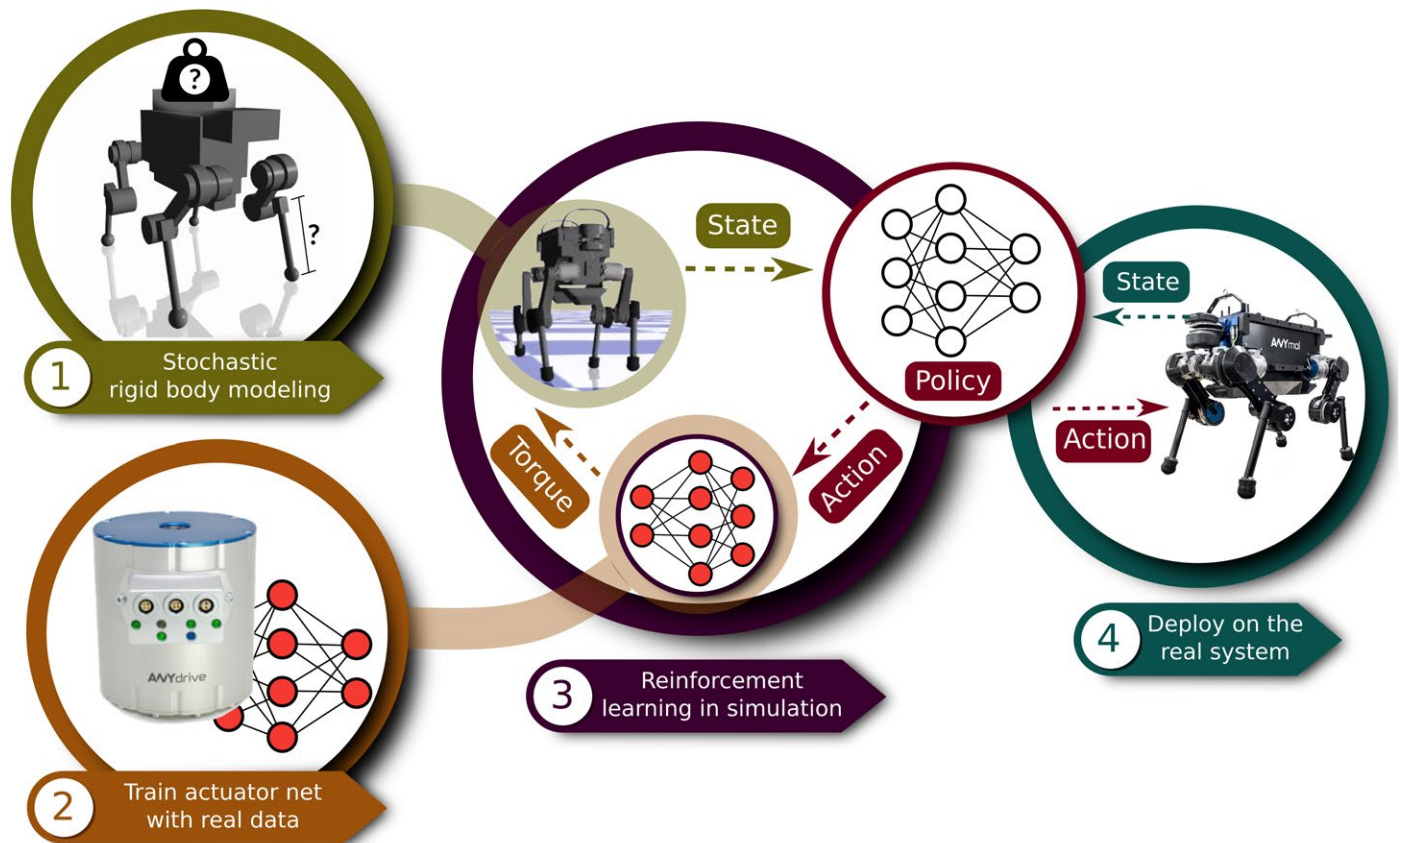 ?
?
1
Stochastic
rigid body modeling
2
Train actuator net
with real data
ANYdrive
State
Policy
Action
Torque
3
Reinforcement
learning in simulation
State
Action
ANYmal
4
Deploy on the
real system